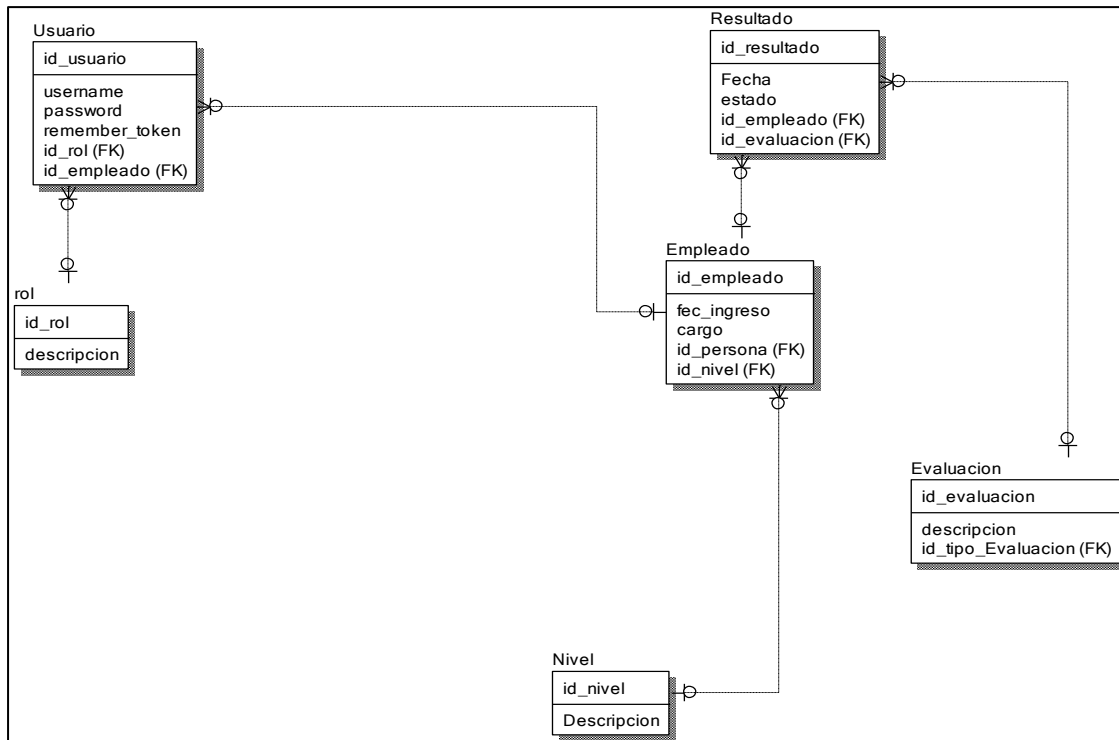 Usuario
id_usuario
username
password
remember_token
id_rol (FK)
id_empleado (FK)
Resultado
id_resultado
Fecha
estado
id_empleado (FK)
id_evaluacion (FK)
rol
id_rol
descripcion
Empleado
id_empleado
fec_ingreso
cargo
id_persona (FK)
id_nivel (FK)
Evaluacion
id_evaluacion
descripcion
id_tipo_Evaluacion (FK)
Nivel
id_nivel
Descripcion